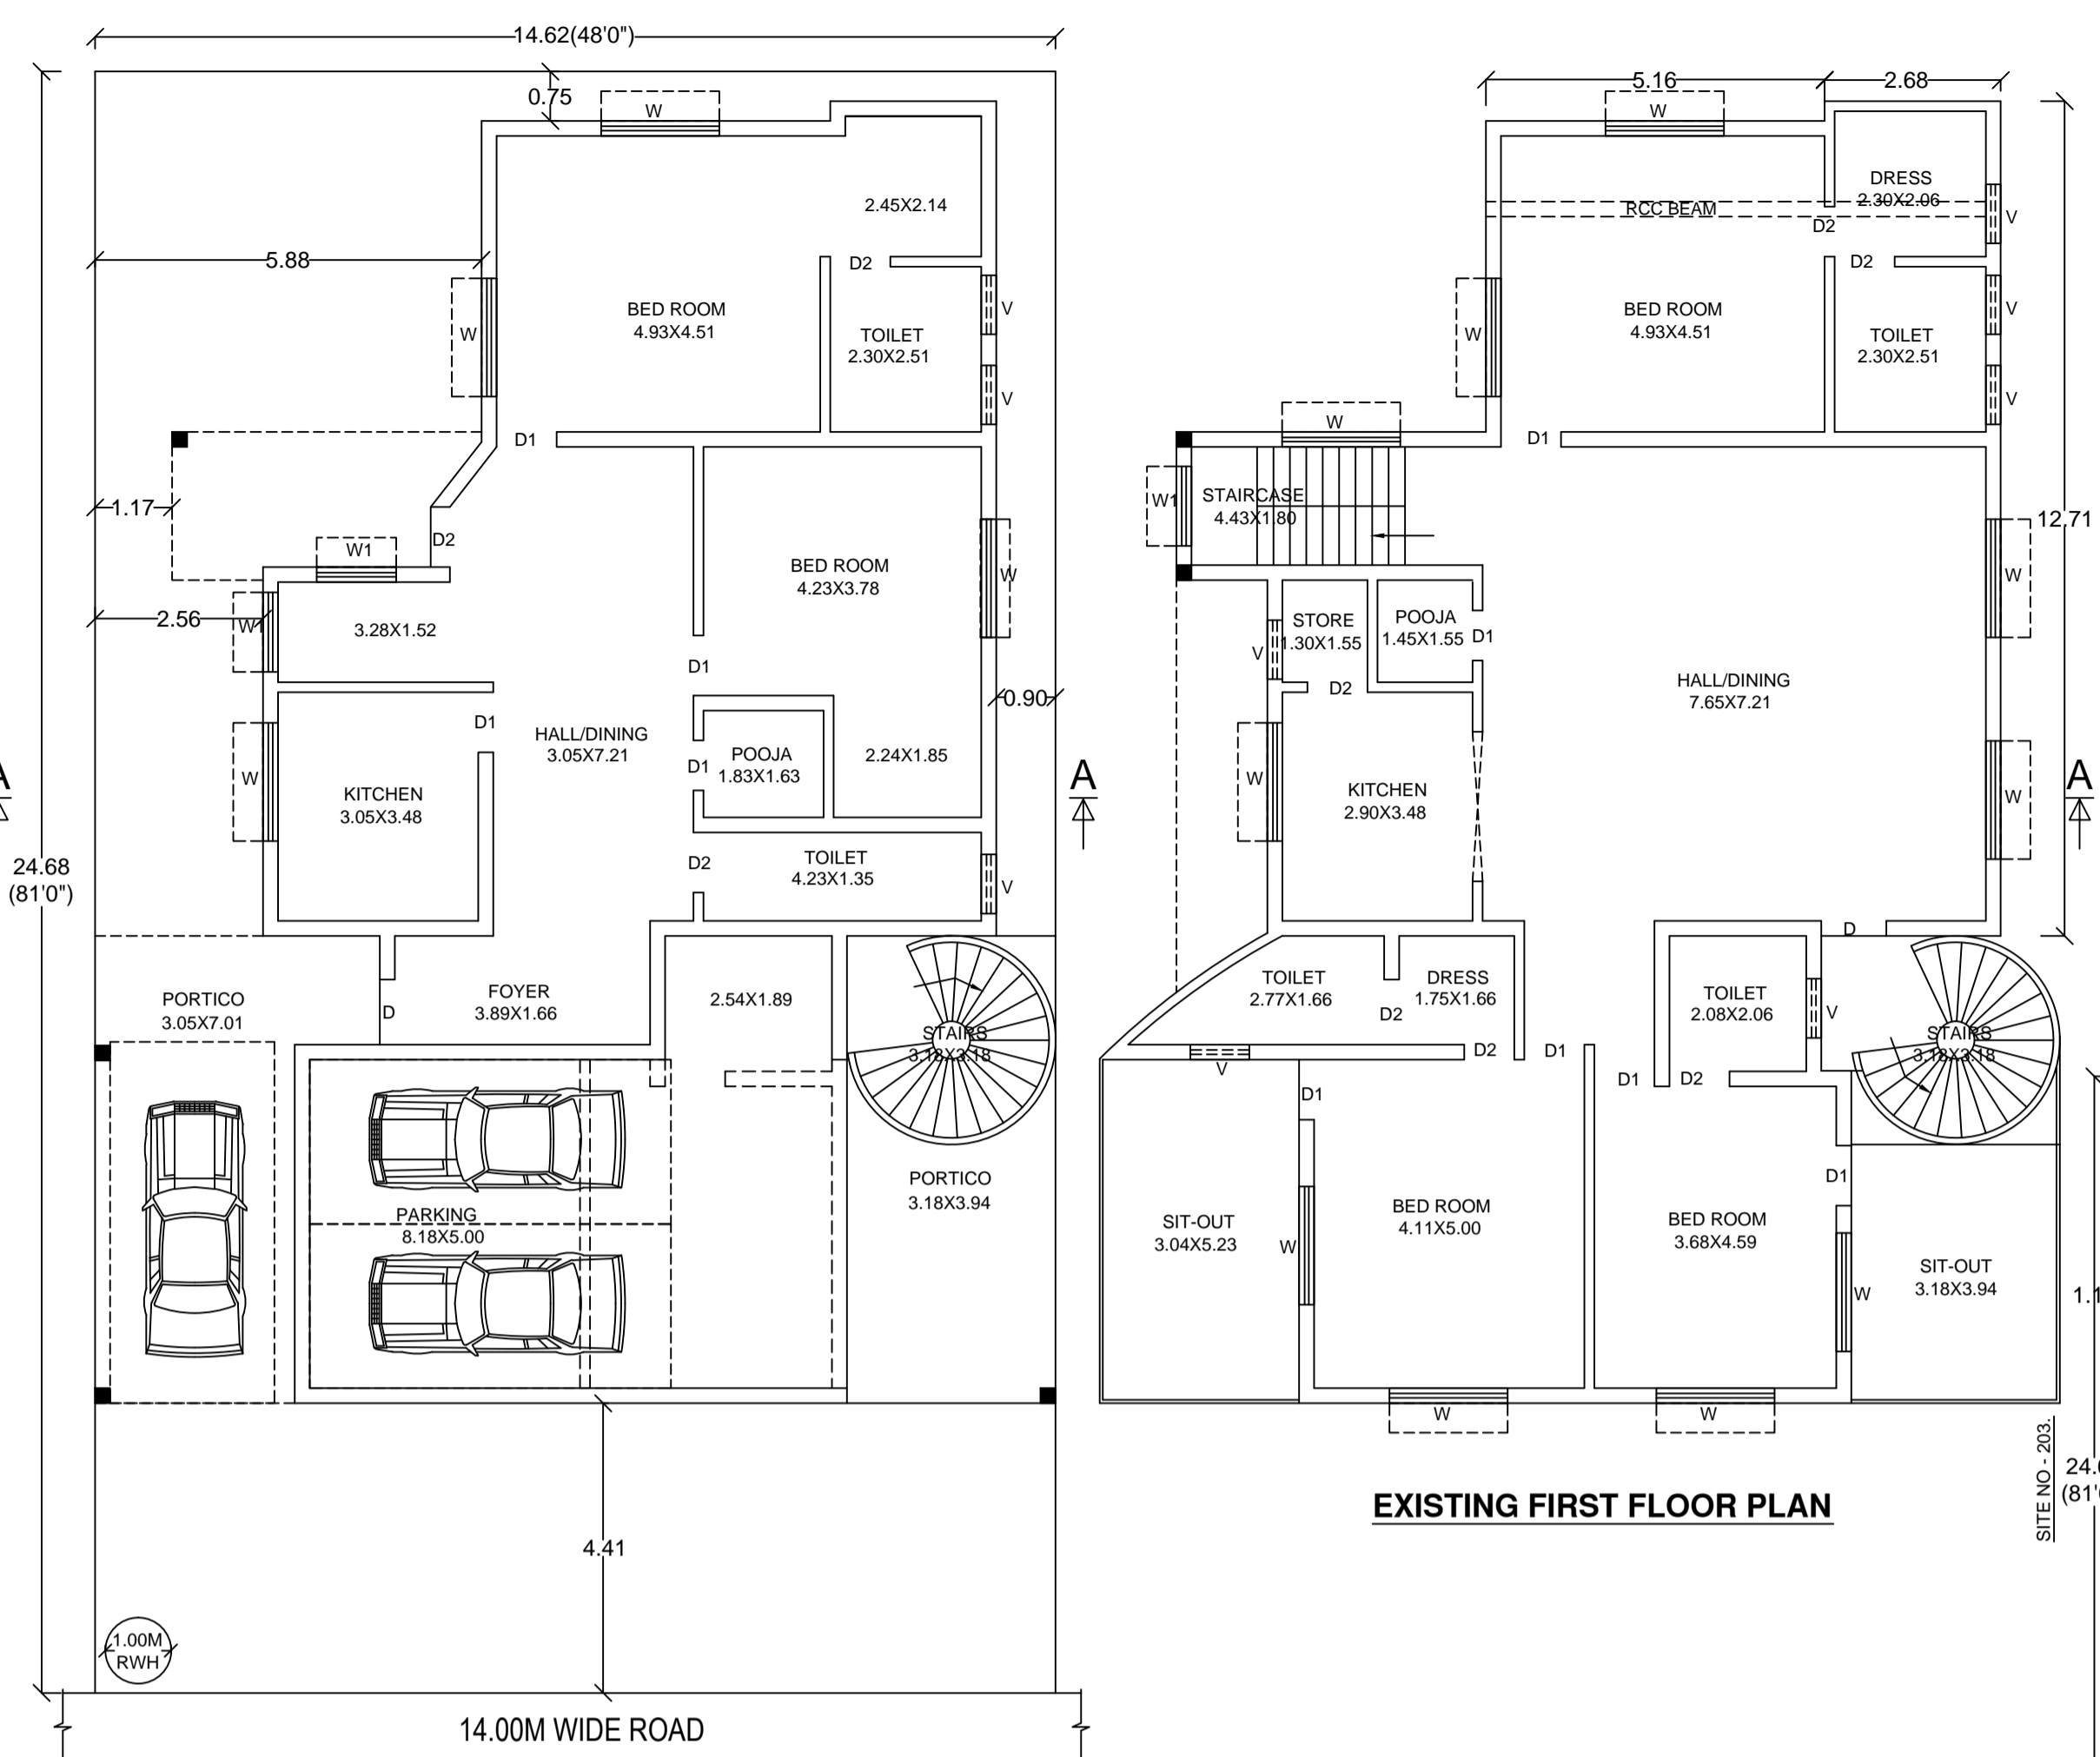 14.62(48'0")
0.75
W
2.45X2.14
5.88
D2
BED ROOM
4.93X4.51
W
TOILET
2.30X2.51
V
V
D1
1.17
D2
W1
BED ROOM
4.23X3.78
W
2.56
W1
3.28X1.52
D1
0.90
D1
HALL/DINING
3.05X7.21
POOJA
1.83X1.63
D1
2.24X1.85
W
KITCHEN
3.05X3.48
A
A
24.68
(81'0")
D2
TOILET
4.23X1.35
V
PORTICO
3.05X7.01
D
FOYER
3.89X1.66
2.54X1.89
STAIRS
3.18X3.18
PARKING
8.18X5.00
PORTICO
3.18X3.94
4.41
1.00M
RWH
14.00M WIDE ROAD
5.16
2.68
W
DRESS
2.30X2.06
RCC BEAM
V
D2
D2
BED ROOM
4.93X4.51
W
TOILET
2.30X2.51
V
V
W
D1
W1
STAIRCASE
4.43X1.80
12.71
W
STORE
1.30X1.55
POOJA
1.45X1.55
D1
V
D2
HALL/DINING
7.65X7.21
W
KITCHEN
2.90X3.48
W
A
D
TOILET
2.77X1.66
DRESS
1.75X1.66
D2
TOILET
2.08X2.06
V
STAIRS
3.18X3.18
V
D2
D1
D1
D2
D1
D1
SIT-OUT
3.04X5.23
W
BED ROOM
4.11X5.00
BED ROOM
3.68X4.59
W
SIT-OUT
3.18X3.94
W
W
SITE NO - 203.
EXISTING FIRST FLOOR PLAN